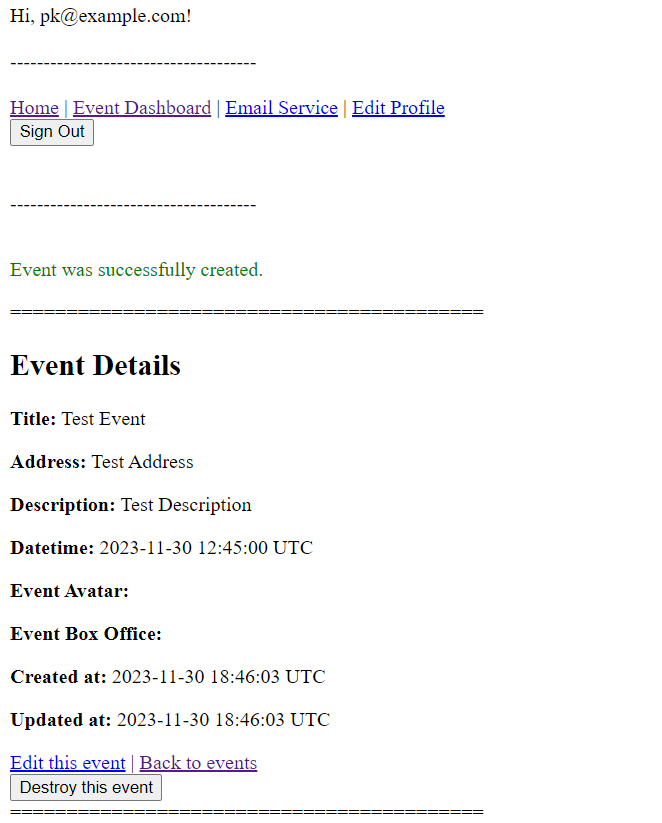 Hi, pk@example.com!
-------------------------------------
Home | Event Dashboard | Email Service | Edit Profile
Sign Out
-------------------------------------
Event was successfully created.
==========================================
Event Details
Title: Test Event
Address: Test Address
Description: Test Description
Datetime: 2023-11-30 12:45:00 UTC
Event Avatar:
Event Box Office:
Created at: 2023-11-30 18:46:03 UTC
Updated at: 2023-11-30 18:46:03 UTC
Edit this event | Back to events
Destroy this event
==========================================